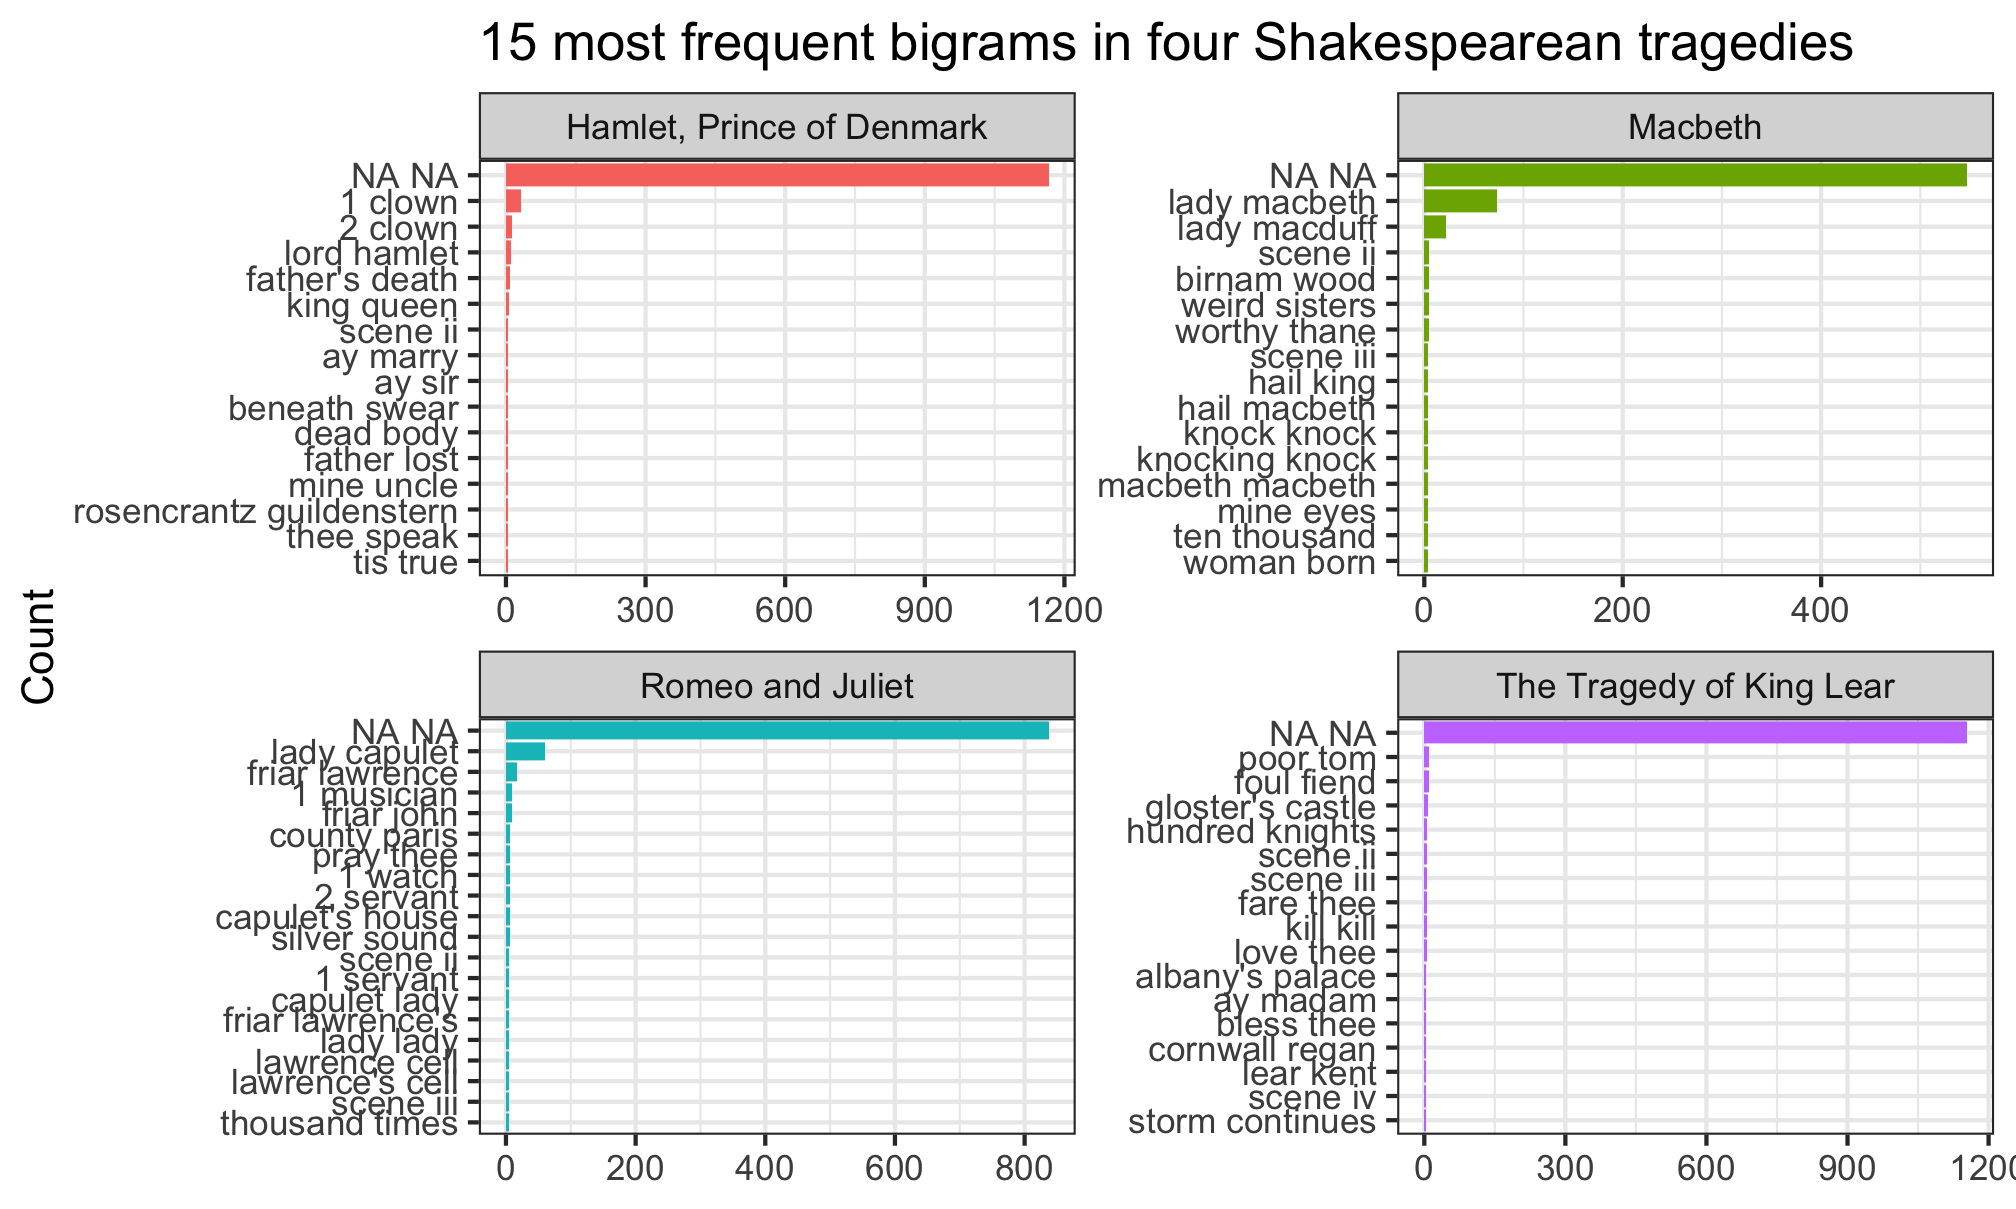 15 most frequent bigrams in four Shakespearean tragedies
Hamlet, Prince of Denmark
NA NA
1 clown
2 clown
lord hamlet
father's death
king queen
scene ii
ay marry
ay sir
beneath swear
dead body
father lost
mine uncle
rosencrantz guildenstern
thee speak
tis true
0 300 600 900 1200
Macbeth
NA NA
lady macbeth
lady macduff
scene ii
birnam wood
weird sisters
worthy thane
scene iii
hail king
hail macbeth
knock knock
knocking knock
macbeth macbeth
mine eyes
ten thousand
woman born
0 200 400
Count
Romeo and Juliet
NA NA
lady capulet
friar lawrence
1 musician
friar john
county paris
pray thee
1 watch
2 servant
capulet's house
silver sound
scene ii
1 servant
capulet lady
friar lawrence's
lady lady
lawrence cell
lawrence's cell
scene iii
thousand times
0 200 400 600 800
The Tragedy of King Lear
NA NA
poor tom
foul fiend
gloster's castle
hundred knights
scene ii
scene iii
fare thee
kill kill
love thee
albany's palace
ay madam
bless thee
cornwall regan
lear kent
scene iv
storm continues
0 300 600 900 1200